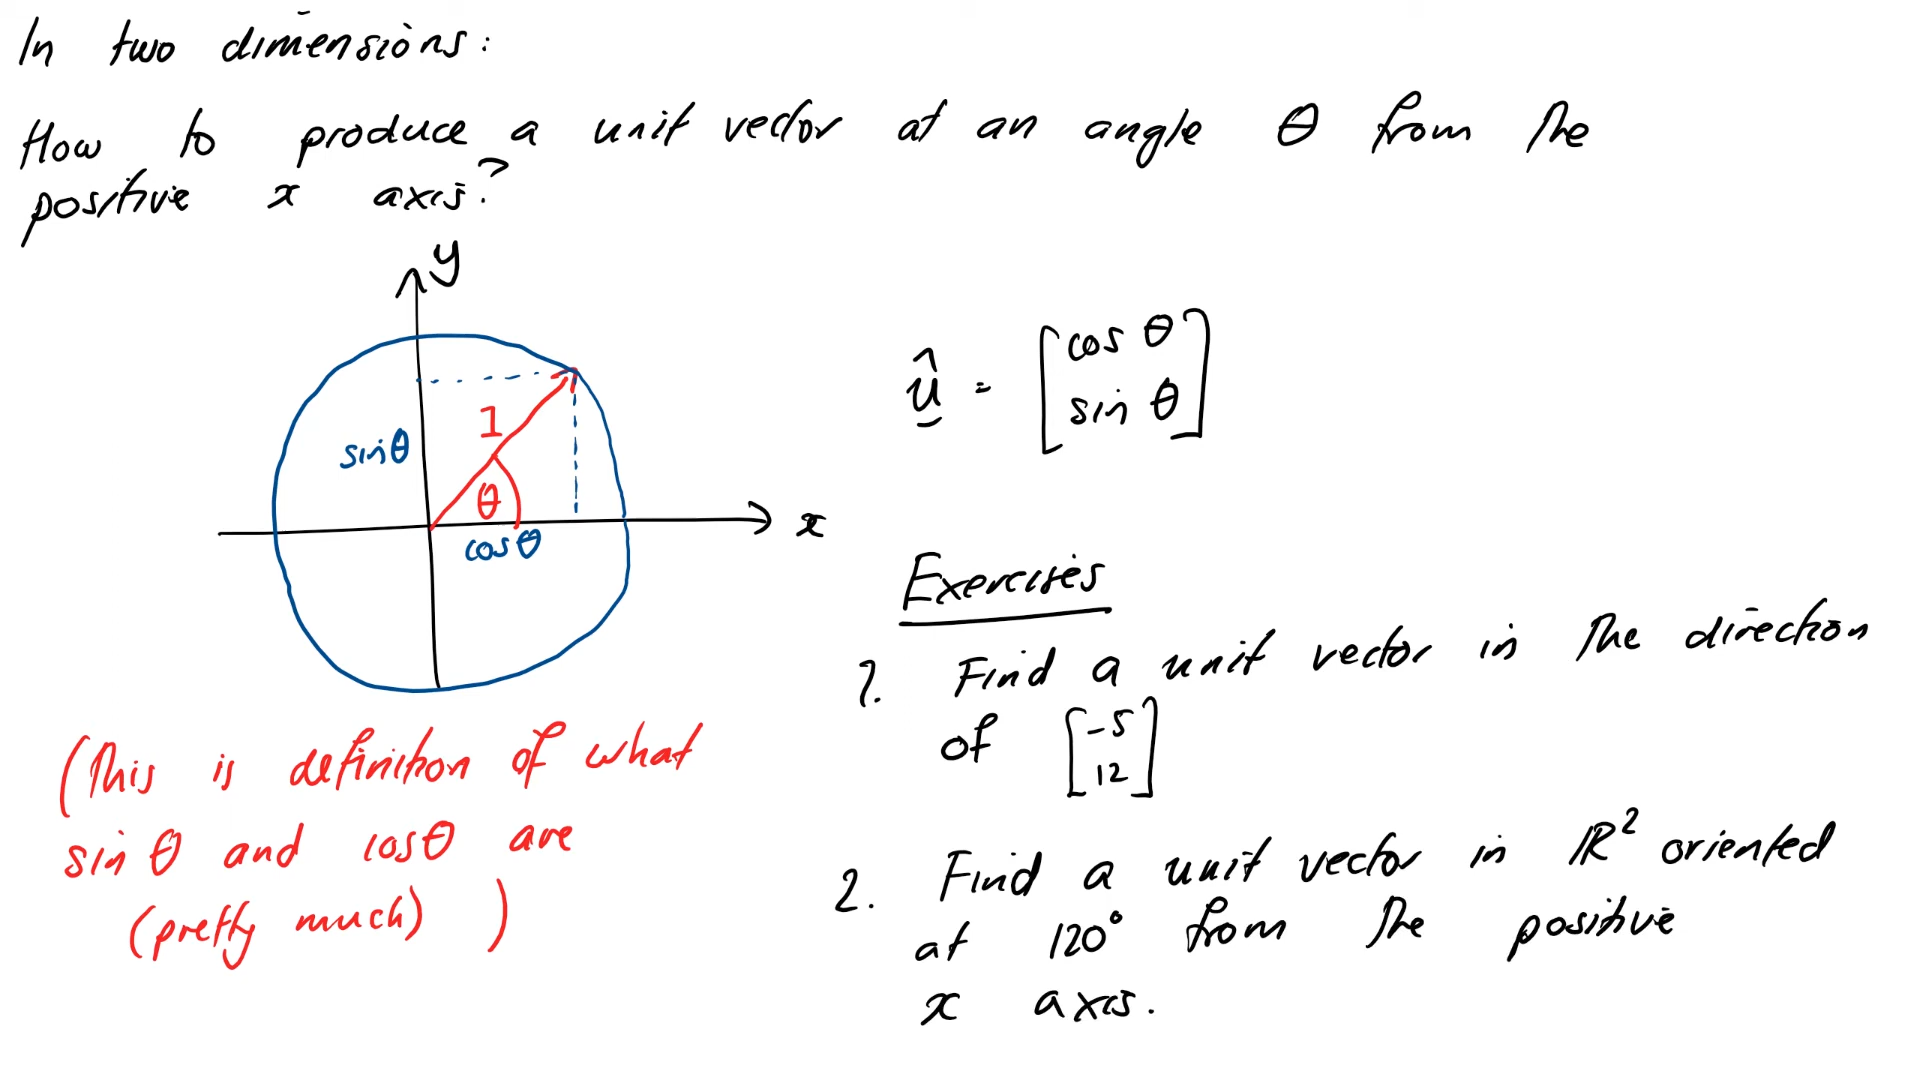 In two dimensions:
How to produce a unit vector at an angle θ from the
positive x axis?
y
1
sinθ
θ
cosθ
x
û = [cos θ
sin θ]
(This is definition of what
sin θ and cosθ are
(pretty much) )
Exercises
1. Find a unit vector in the direction
of [-5
12]
2. Find a unit vector in ℝ² oriented
at 120° from the positive
x axis.